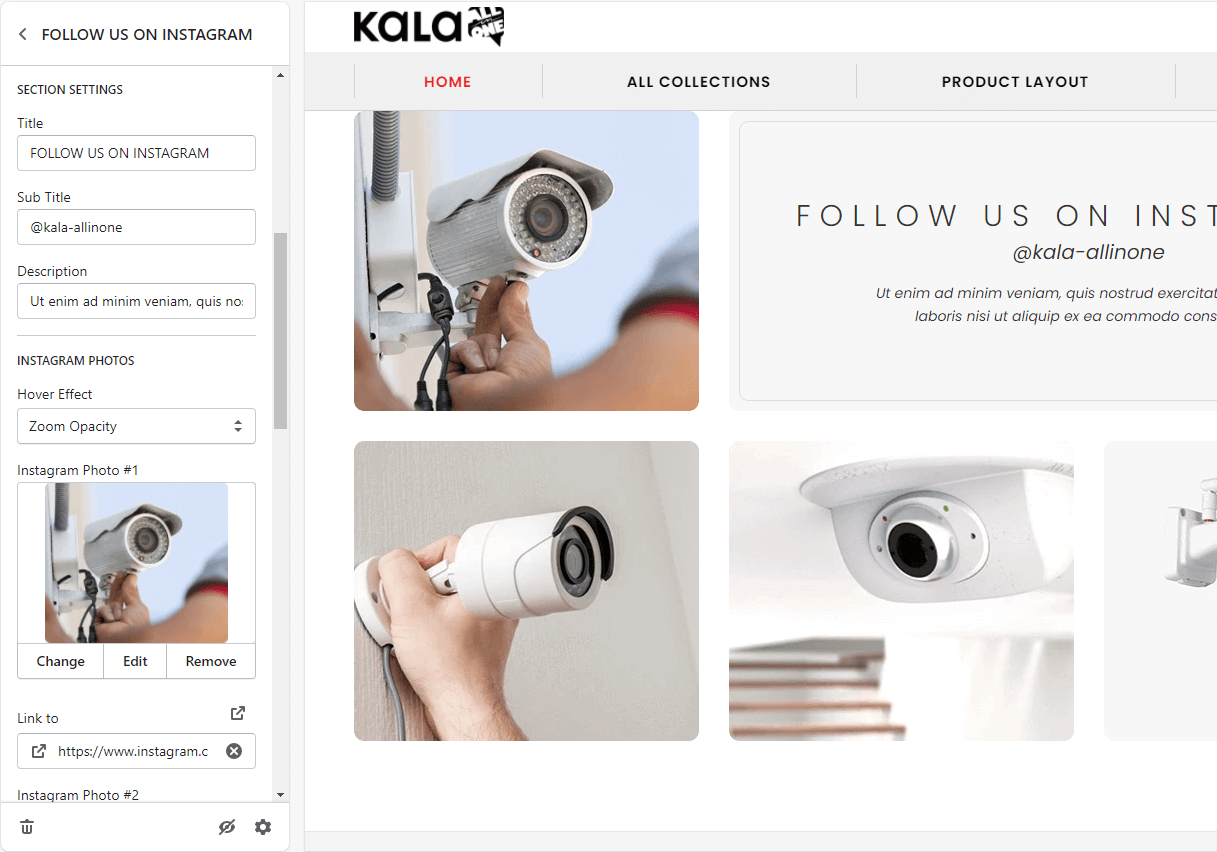 FOLLOW US ON INSTAGRAM
SECTION SETTINGS
Title
FOLLOW US ON INSTAGRAM
Sub Title
@kala-allinone
Description
Ut enim ad minim veniam, quis no
INSTAGRAM PHOTOS
Hover Effect
Zoom Opacity
Instagram Photo #1
Change Edit Remove
Link to
https://www.instagram.c
Instagram Photo #2
KALA ALL IN ONE
HOME ALL COLLECTIONS PRODUCT LAYOUT
FOLLOW US ON INST
@kala-allinone
Ut enim ad minim veniam, quis nostrud exercitat
laboris nisi ut aliquip ex ea commodo cons